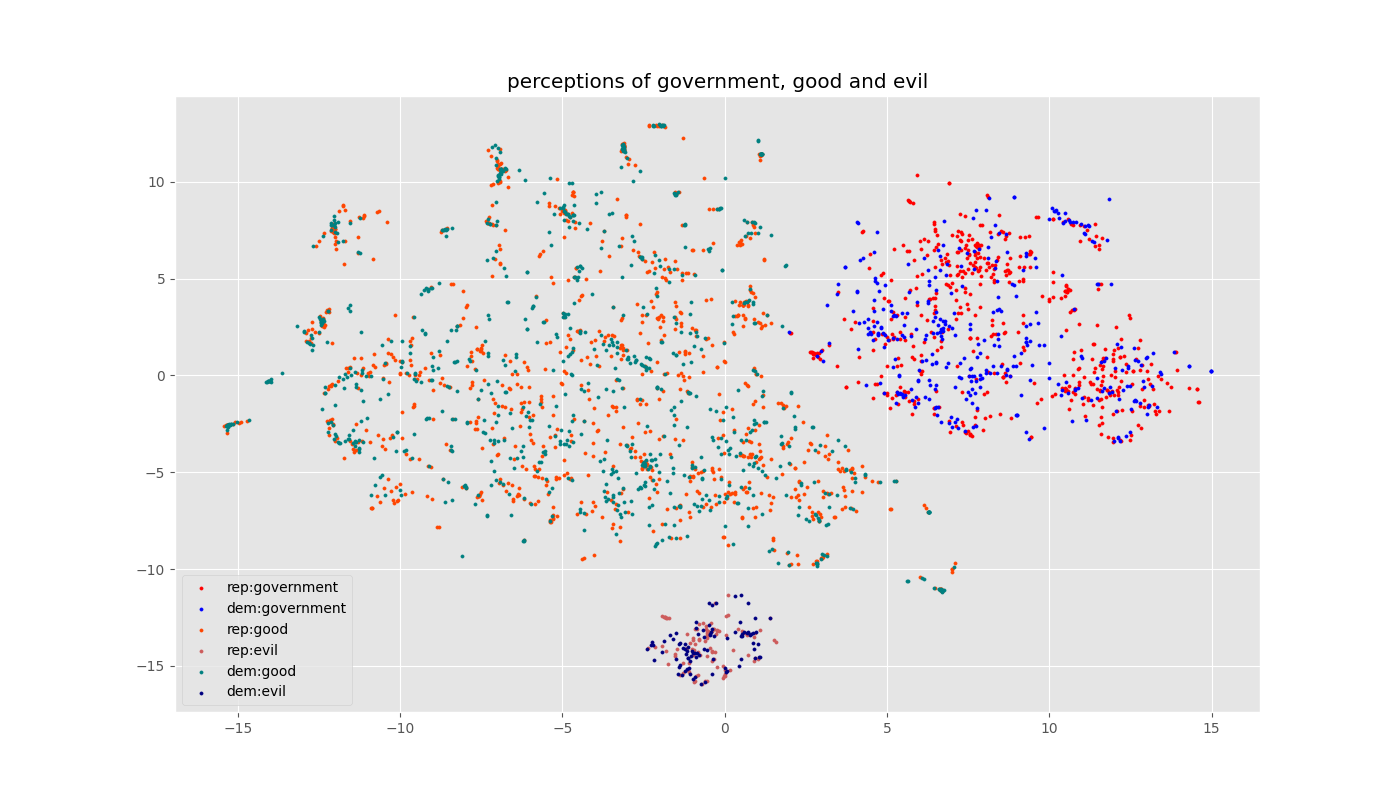 perceptions of government, good and evil
10
5
0
−5
−10
−15
rep:government
dem:government
rep:good
rep:evil
dem:good
dem:evil
−15 −10 −5 0 5 10 15